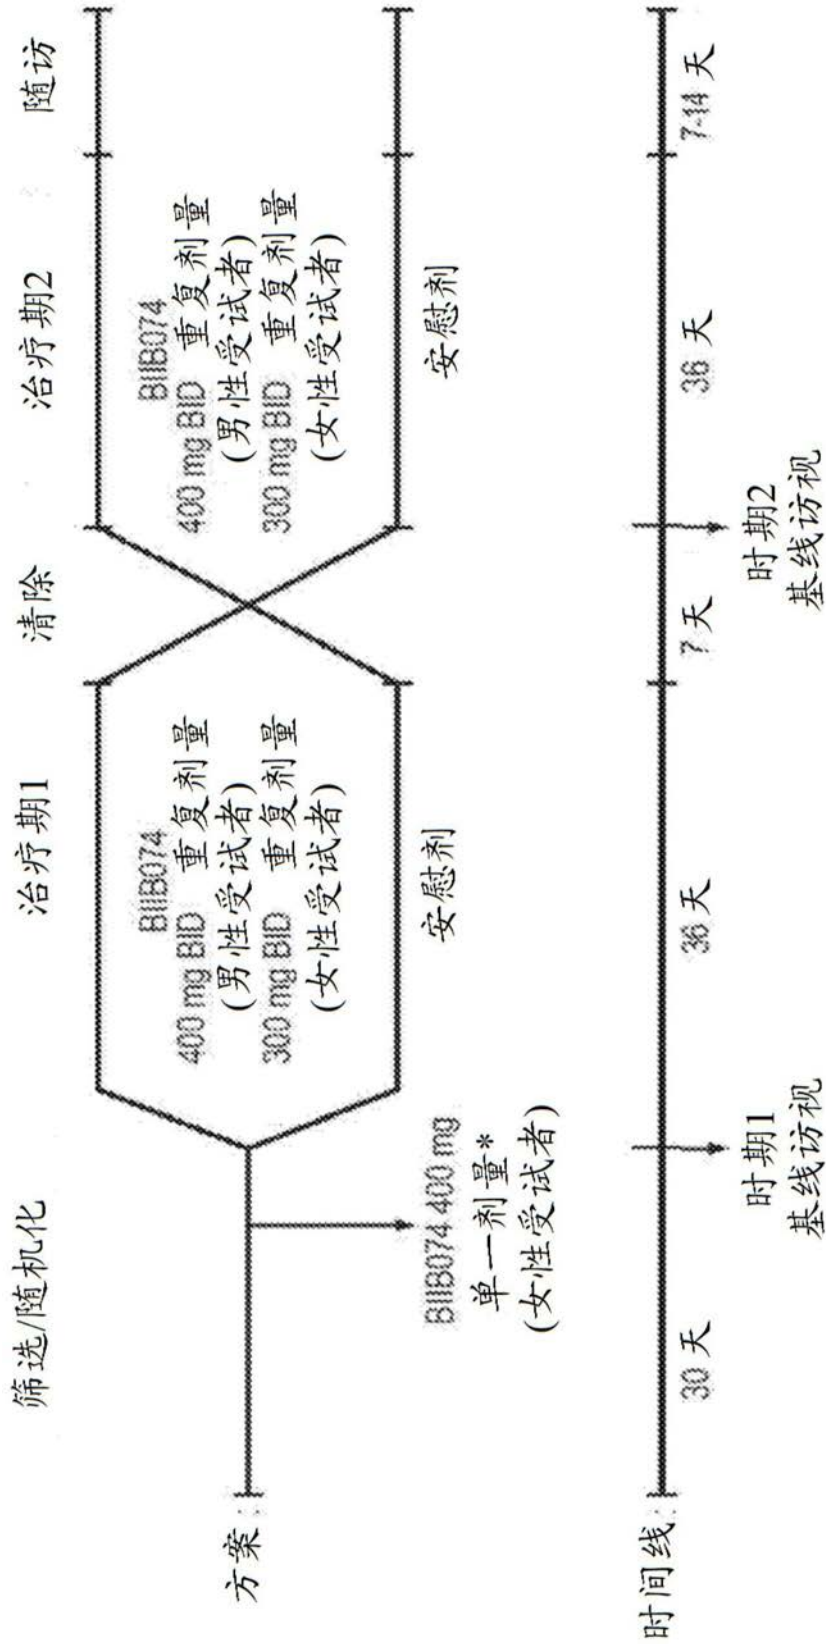 筛选/随机化
治疗期1
清除
治疗期2
随访
方案
BIIB074
400 mg BID 重复剂量
(男性受试者)
300 mg BID 重复剂量
(女性受试者)
安慰剂
BIIB074
400 mg BID 重复剂量
(男性受试者)
300 mg BID 重复剂量
(女性受试者)
安慰剂
BIIB074 400 mg
单一剂量*
(女性受试者)
时间线
30 天
36 天
7 天
36 天
7-14 天
时期1
基线访视
时期2
基线访视